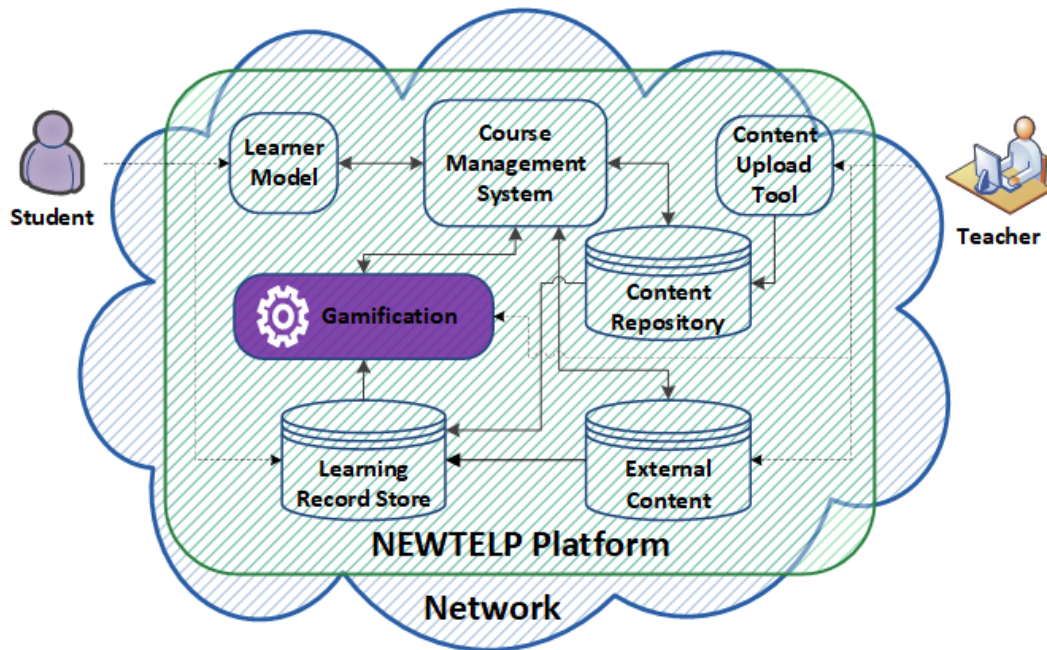 Student
Learner
Model
Course
Management
System
Content
Upload
Tool
Teacher
Gamification
Content
Repository
Learning
Record Store
External
Content
NEWTELP Platform
Network